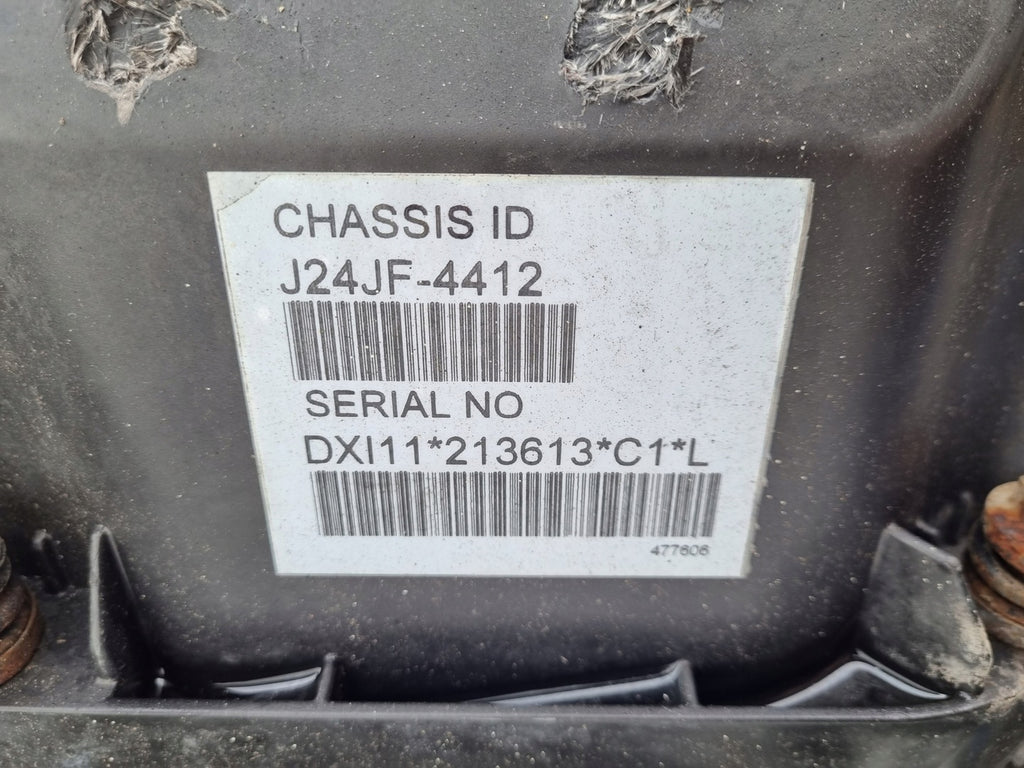 CHASSIS ID
J24JF-4412
SERIAL NO
DXI11*213613*C1*L
477606